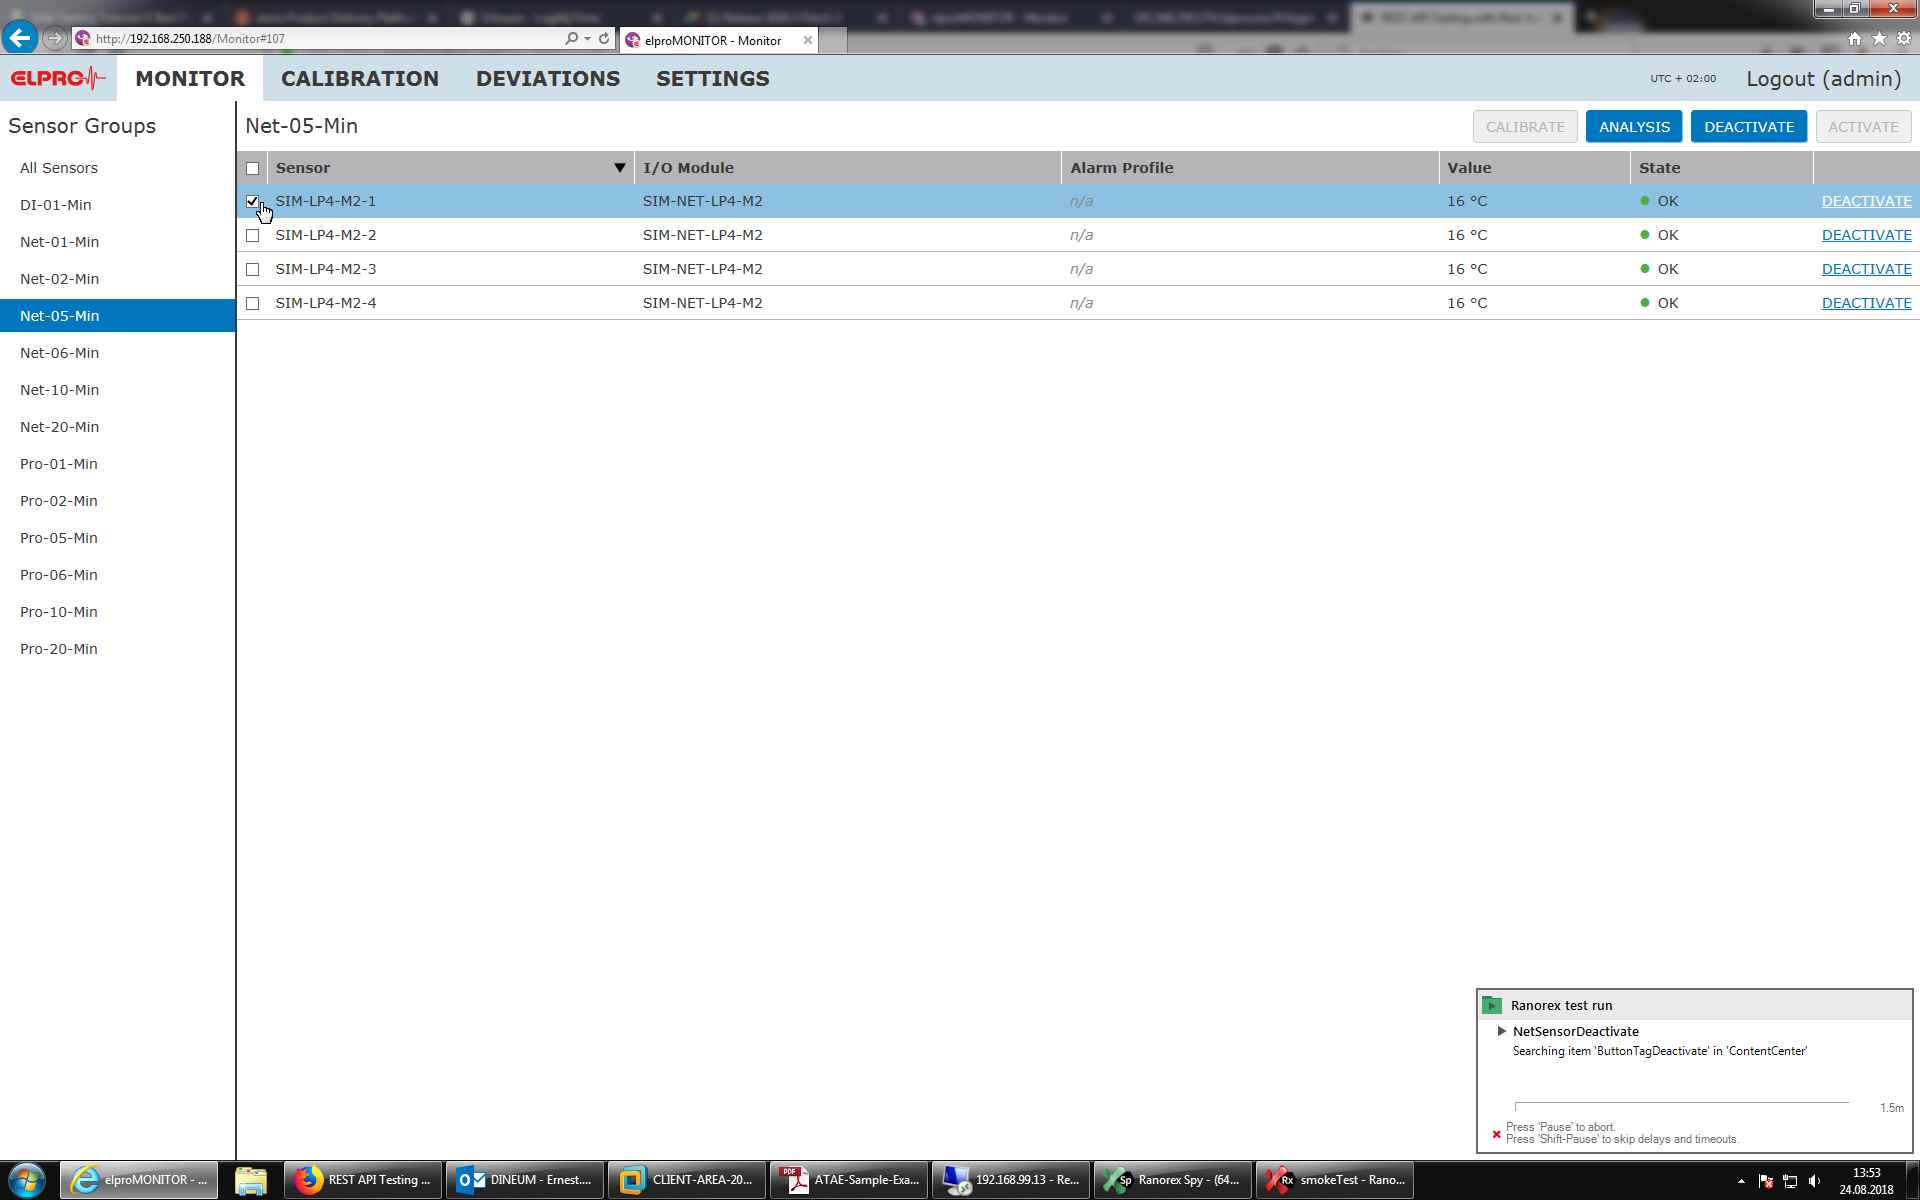 http://192.168.250.188/Monitor#107
elproMONITOR - Monitor
ELPRO MONITOR CALIBRATION DEVIATIONS SETTINGS UTC + 02:00 Logout (admin)
Sensor Groups
All Sensors
DI-01-Min
Net-01-Min
Net-02-Min
Net-05-Min
Net-06-Min
Net-10-Min
Net-20-Min
Pro-01-Min
Pro-02-Min
Pro-05-Min
Pro-06-Min
Pro-10-Min
Pro-20-Min
Net-05-Min CALIBRATE ANALYSIS DEACTIVATE ACTIVATE
Sensor I/O Module Alarm Profile Value State
SIM-LP4-M2-1 SIM-NET-LP4-M2 n/a 16 °C OK DEACTIVATE
SIM-LP4-M2-2 SIM-NET-LP4-M2 n/a 16 °C OK DEACTIVATE
SIM-LP4-M2-3 SIM-NET-LP4-M2 n/a 16 °C OK DEACTIVATE
SIM-LP4-M2-4 SIM-NET-LP4-M2 n/a 16 °C OK DEACTIVATE
Ranorex test run
NetSensorDeactivate
Searching item 'ButtonTagDeactivate' in 'ContentCenter'
1.5m
Press 'Pause' to abort.
Press 'Shift-Pause' to skip delays and timeouts.
elproMONITOR - ... REST API Testing ... DINEUM - Ernest.... CLIENT-AREA-20... ATAE-Sample-Exa... 192.168.99.13 - Re... Sp Ranorex Spy - (64... Rx smokeTest - Rano... 13:53
24.08.2018